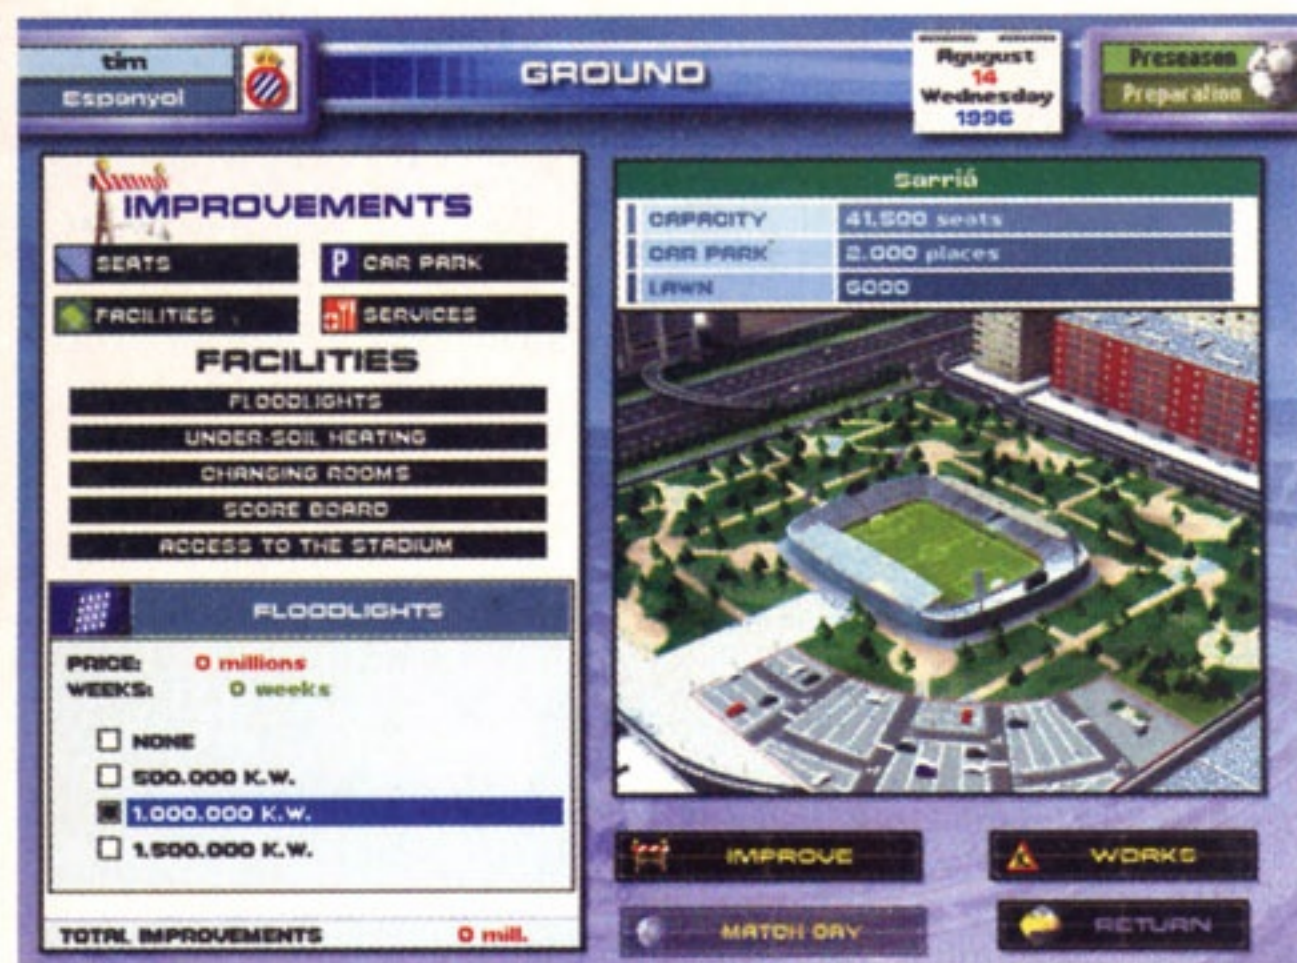 tim
Espanyol
GROUND
Agugust
14
Wednesday
1996
Preseason
Preparation
IMPROVEMENTS
SEATS
P CAR PARK
FACILITIES
SERVICES
FACILITIES
FLOODLIGHTS
UNDER-SOIL HEATING
CHANGING ROOMS
SCORE BOARD
ACCESS TO THE STADIUM
FLOODLIGHTS
PRICE: 0 millions
WEEKS: 0 weeks
NONE
500.000 K.W.
1.000.000 K.W.
1.500.000 K.W.
TOTAL IMPROVEMENTS 0 mill.
Sarriá
CAPACITY 41.500 seats
CAR PARK 2.000 places
LAWN 6000
IMPROVE
WORKS
MATCH DAY
RETURN